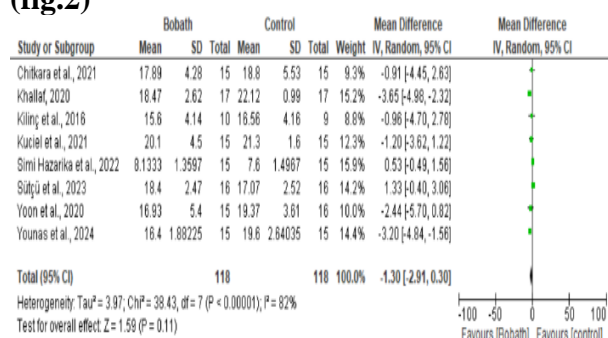 (fig.2)
Bobath Control Mean Difference Mean Difference
Study or Subgroup Mean SD Total Mean SD Total Weight IV, Random, 95% CI IV, Random, 95% CI
Chitkara et al., 2021 17.89 4.28 15 18.8 5.53 15 9.3% -0.91 [-4.45, 2.63]
Khallaf, 2020 18.47 2.62 17 22.12 0.99 17 15.2% -3.65 [-4.98, -2.32]
Kilinç et al., 2016 15.6 4.14 10 16.56 4.16 9 9.0% -0.96 [-4.70, 2.78]
Kuciel et al., 2021 20.1 4.5 15 21.3 1.6 15 12.5% -1.20 [-3.62, 1.22]
Simi Hazarika et al., 2022 8.1333 1.3597 15 7.6 1.4967 15 15.8% 0.53 [-0.49, 1.56]
Sütçü et al., 2023 18.4 2.47 16 17.07 2.52 16 14.2% 1.33 [-0.40, 3.06]
Yoon et al., 2020 16.93 5.4 15 19.37 3.61 16 10.0% -2.44 [-5.70, 0.82]
Younas et al., 2024 16.4 1.88225 15 19.6 2.64035 15 14.4% -3.20 [-4.84, -1.56]
Total (95% CI) 118 118 100.0% -1.30 [-2.91, 0.30]
Heterogeneity: Tau² = 3.97; Chi² = 38.43, df = 7 (P < 0.00001); I² = 82%
Test for overall effect: Z = 1.59 (P = 0.11)
-100 -50 0 50 100
Favours [Bobath] Favours [control]